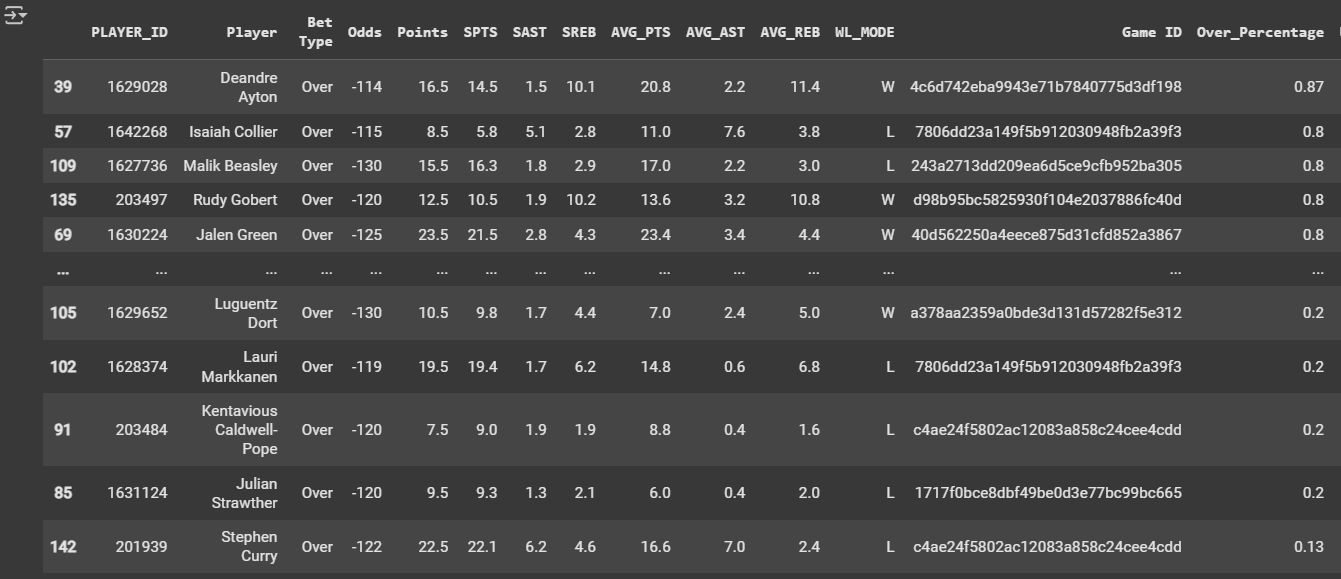 PLAYER_ID Player Bet Type Odds Points SPTS SAST SREB AVG_PTS AVG_AST AVG_REB WL_MODE Game ID Over_Percentage
39 1629028 Deandre Ayton Over -114 16.5 14.5 1.5 10.1 20.8 2.2 11.4 W 4c6d742eba9943e71b7840775d3df198 0.87
57 1642268 Isaiah Collier Over -115 8.5 5.8 5.1 2.8 11.0 7.6 3.8 L 7806dd23a149f5b912030948fb2a39f3 0.8
109 1627736 Malik Beasley Over -130 15.5 16.3 1.8 2.9 17.0 2.2 3.0 L 243a2713dd209ea6d5ce9cfb952ba305 0.8
135 203497 Rudy Gobert Over -120 12.5 10.5 1.9 10.2 13.6 3.2 10.8 W d98b95bc5825930f104e2037886fc40d 0.8
69 1630224 Jalen Green Over -125 23.5 21.5 2.8 4.3 23.4 3.4 4.4 W 40d562250a4eece875d31cfd852a3867 0.8
... ... ... ... ... ... ... ... ... ... ... ... ... ... ...
105 1629652 Luguentz Dort Over -130 10.5 9.8 1.7 4.4 7.0 2.4 5.0 W a378aa2359a0bde3d131d57282f5e312 0.2
102 1628374 Lauri Markkanen Over -119 19.5 19.4 1.7 6.2 14.8 0.6 6.8 L 7806dd23a149f5b912030948fb2a39f3 0.2
91 203484 Kentavious Caldwell-Pope Over -120 7.5 9.0 1.9 1.9 8.8 0.4 1.6 L c4ae24f5802ac12083a858c24cee4cdd 0.2
85 1631124 Julian Strawther Over -120 9.5 9.3 1.3 2.1 6.0 0.4 2.0 L 1717f0bce8dbf49be0d3e77bc99bc665 0.2
142 201939 Stephen Curry Over -122 22.5 22.1 6.2 4.6 16.6 7.0 2.4 L c4ae24f5802ac12083a858c24cee4cdd 0.13